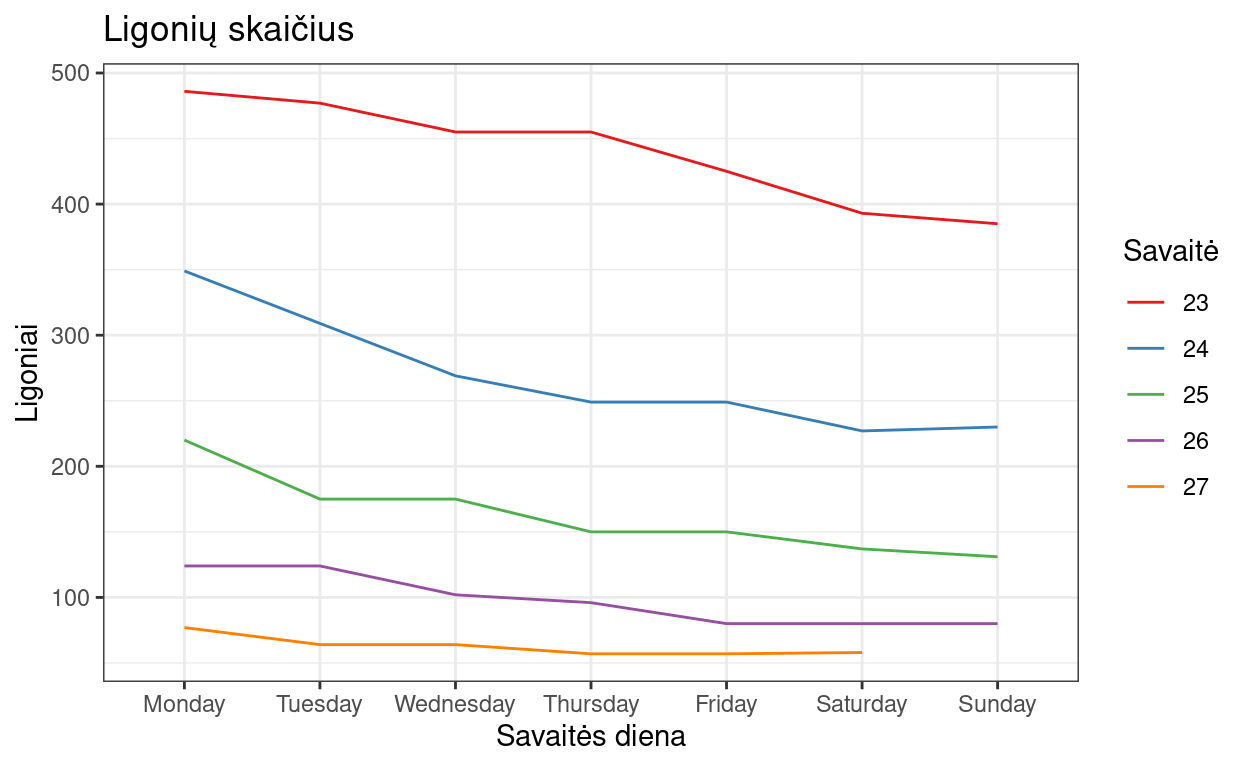 Ligonių skaičius
500
400
300
200
100
Ligoniai
Monday Tuesday Wednesday Thursday Friday Saturday Sunday
Savaitės diena
Savaitė
23
24
25
26
27